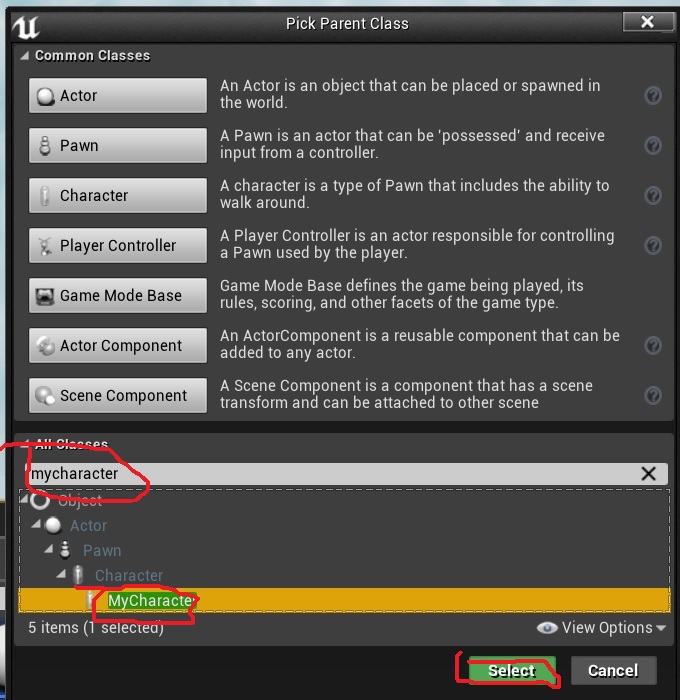 Pick Parent Class
Common Classes
Actor
An Actor is an object that can be placed or spawned in
the world.
Pawn
A Pawn is an actor that can be 'possessed' and receive
input from a controller.
Character
A character is a type of Pawn that includes the ability to
walk around.
Player Controller
A Player Controller is an actor responsible for controlling
a Pawn used by the player.
Game Mode Base
Game Mode Base defines the game being played, its
rules, scoring, and other facets of the game type.
Actor Component
An ActorComponent is a reusable component that can be
added to any actor.
Scene Component
A Scene Component is a component that has a scene
transform and can be attached to other scene
All Classes
mycharacter
Object
Actor
Pawn
Character
MyCharacter
5 items (1 selected)
View Options
Select
Cancel